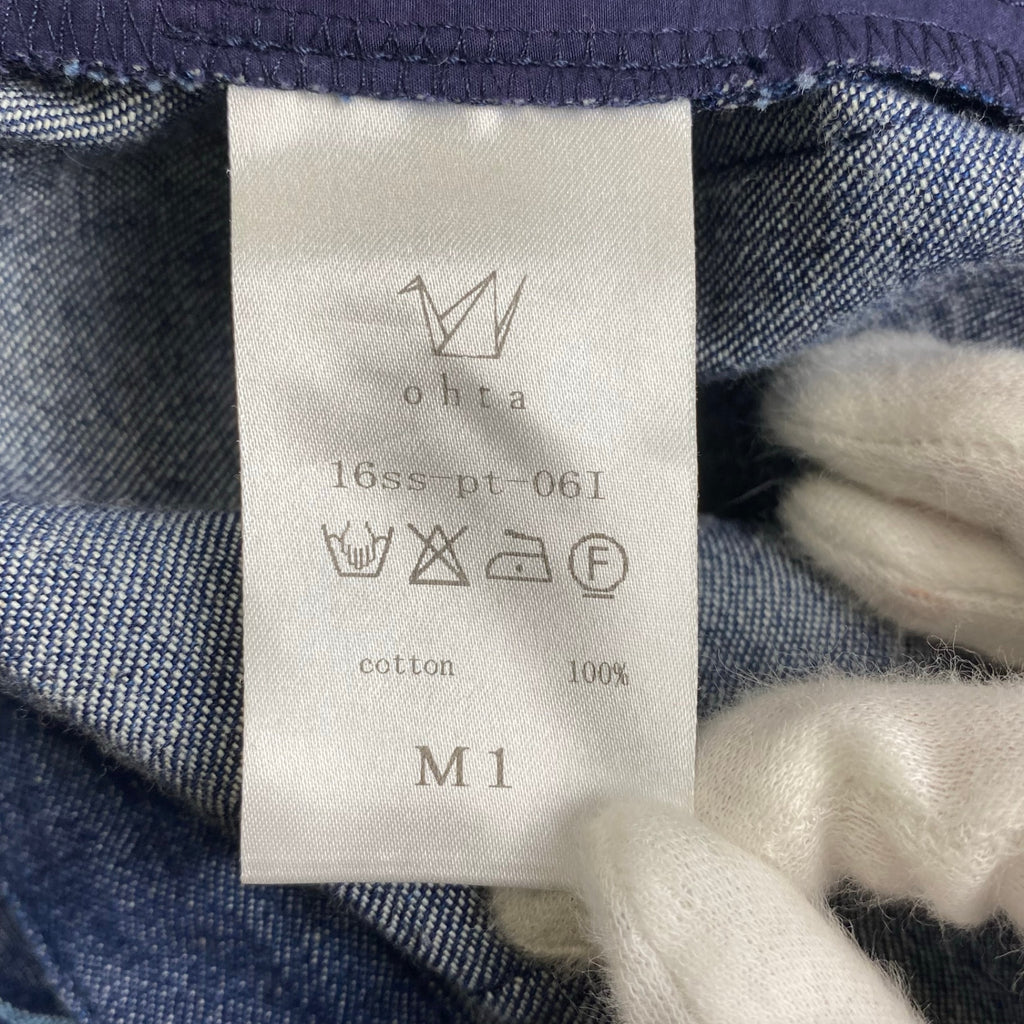 ohta
16ss-pt-06I
F
cotton 100%
M1